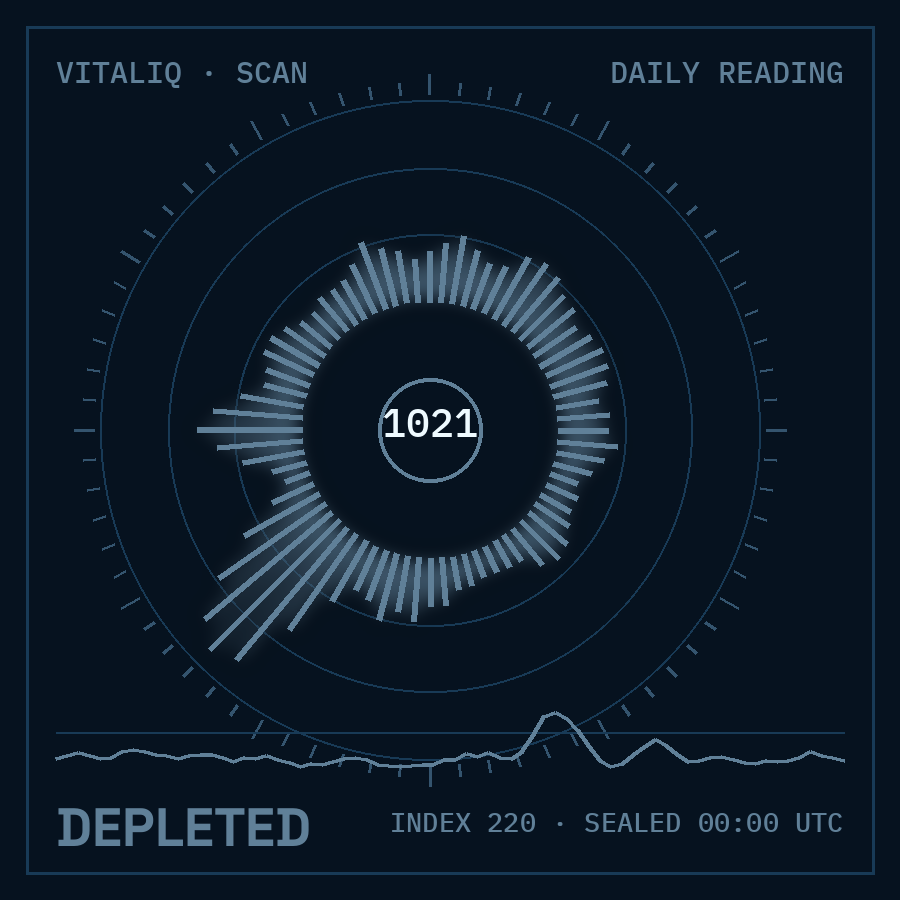 VITALIQ · SCAN
DAILY READING
1021
DEPLETED
INDEX 220 · SEALED 00:00 UTC